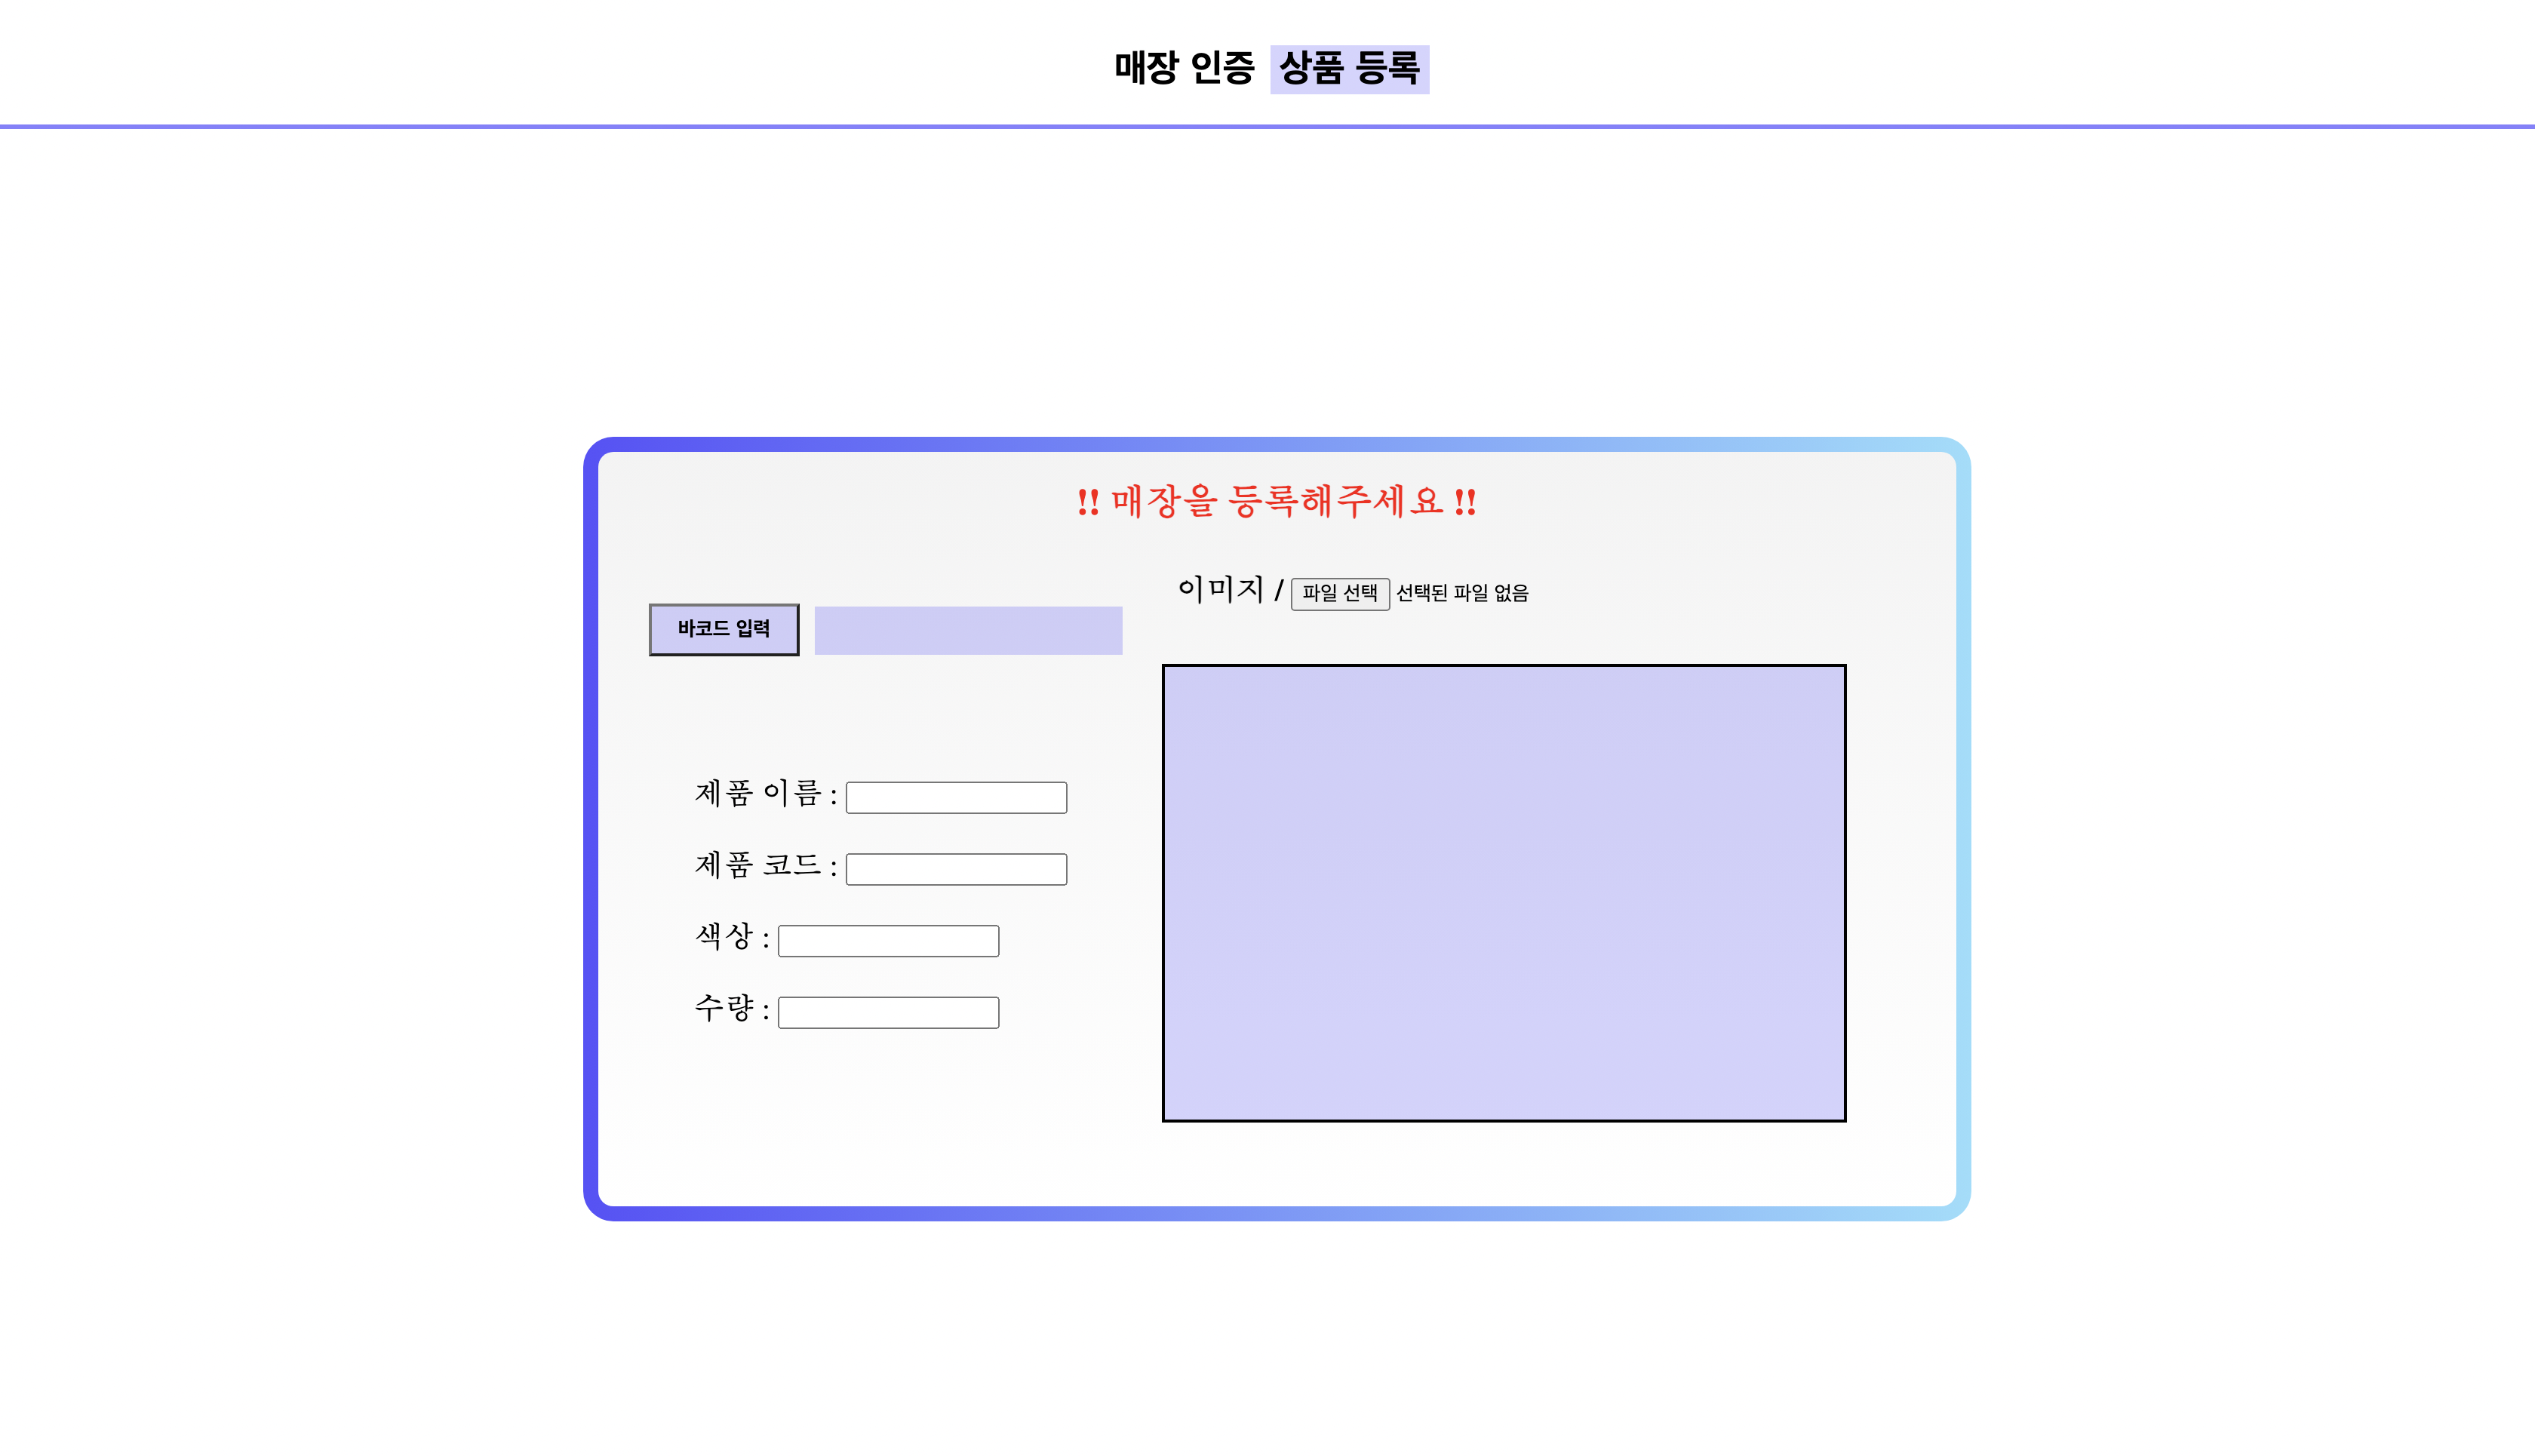 매장 인증 상품 등록
!! 매장을 등록해주세요 !!
이미지 / 파일 선택 선택된 파일 없음
바코드 입력
제품 이름 :
제품 코드 :
색상 :
수량 :